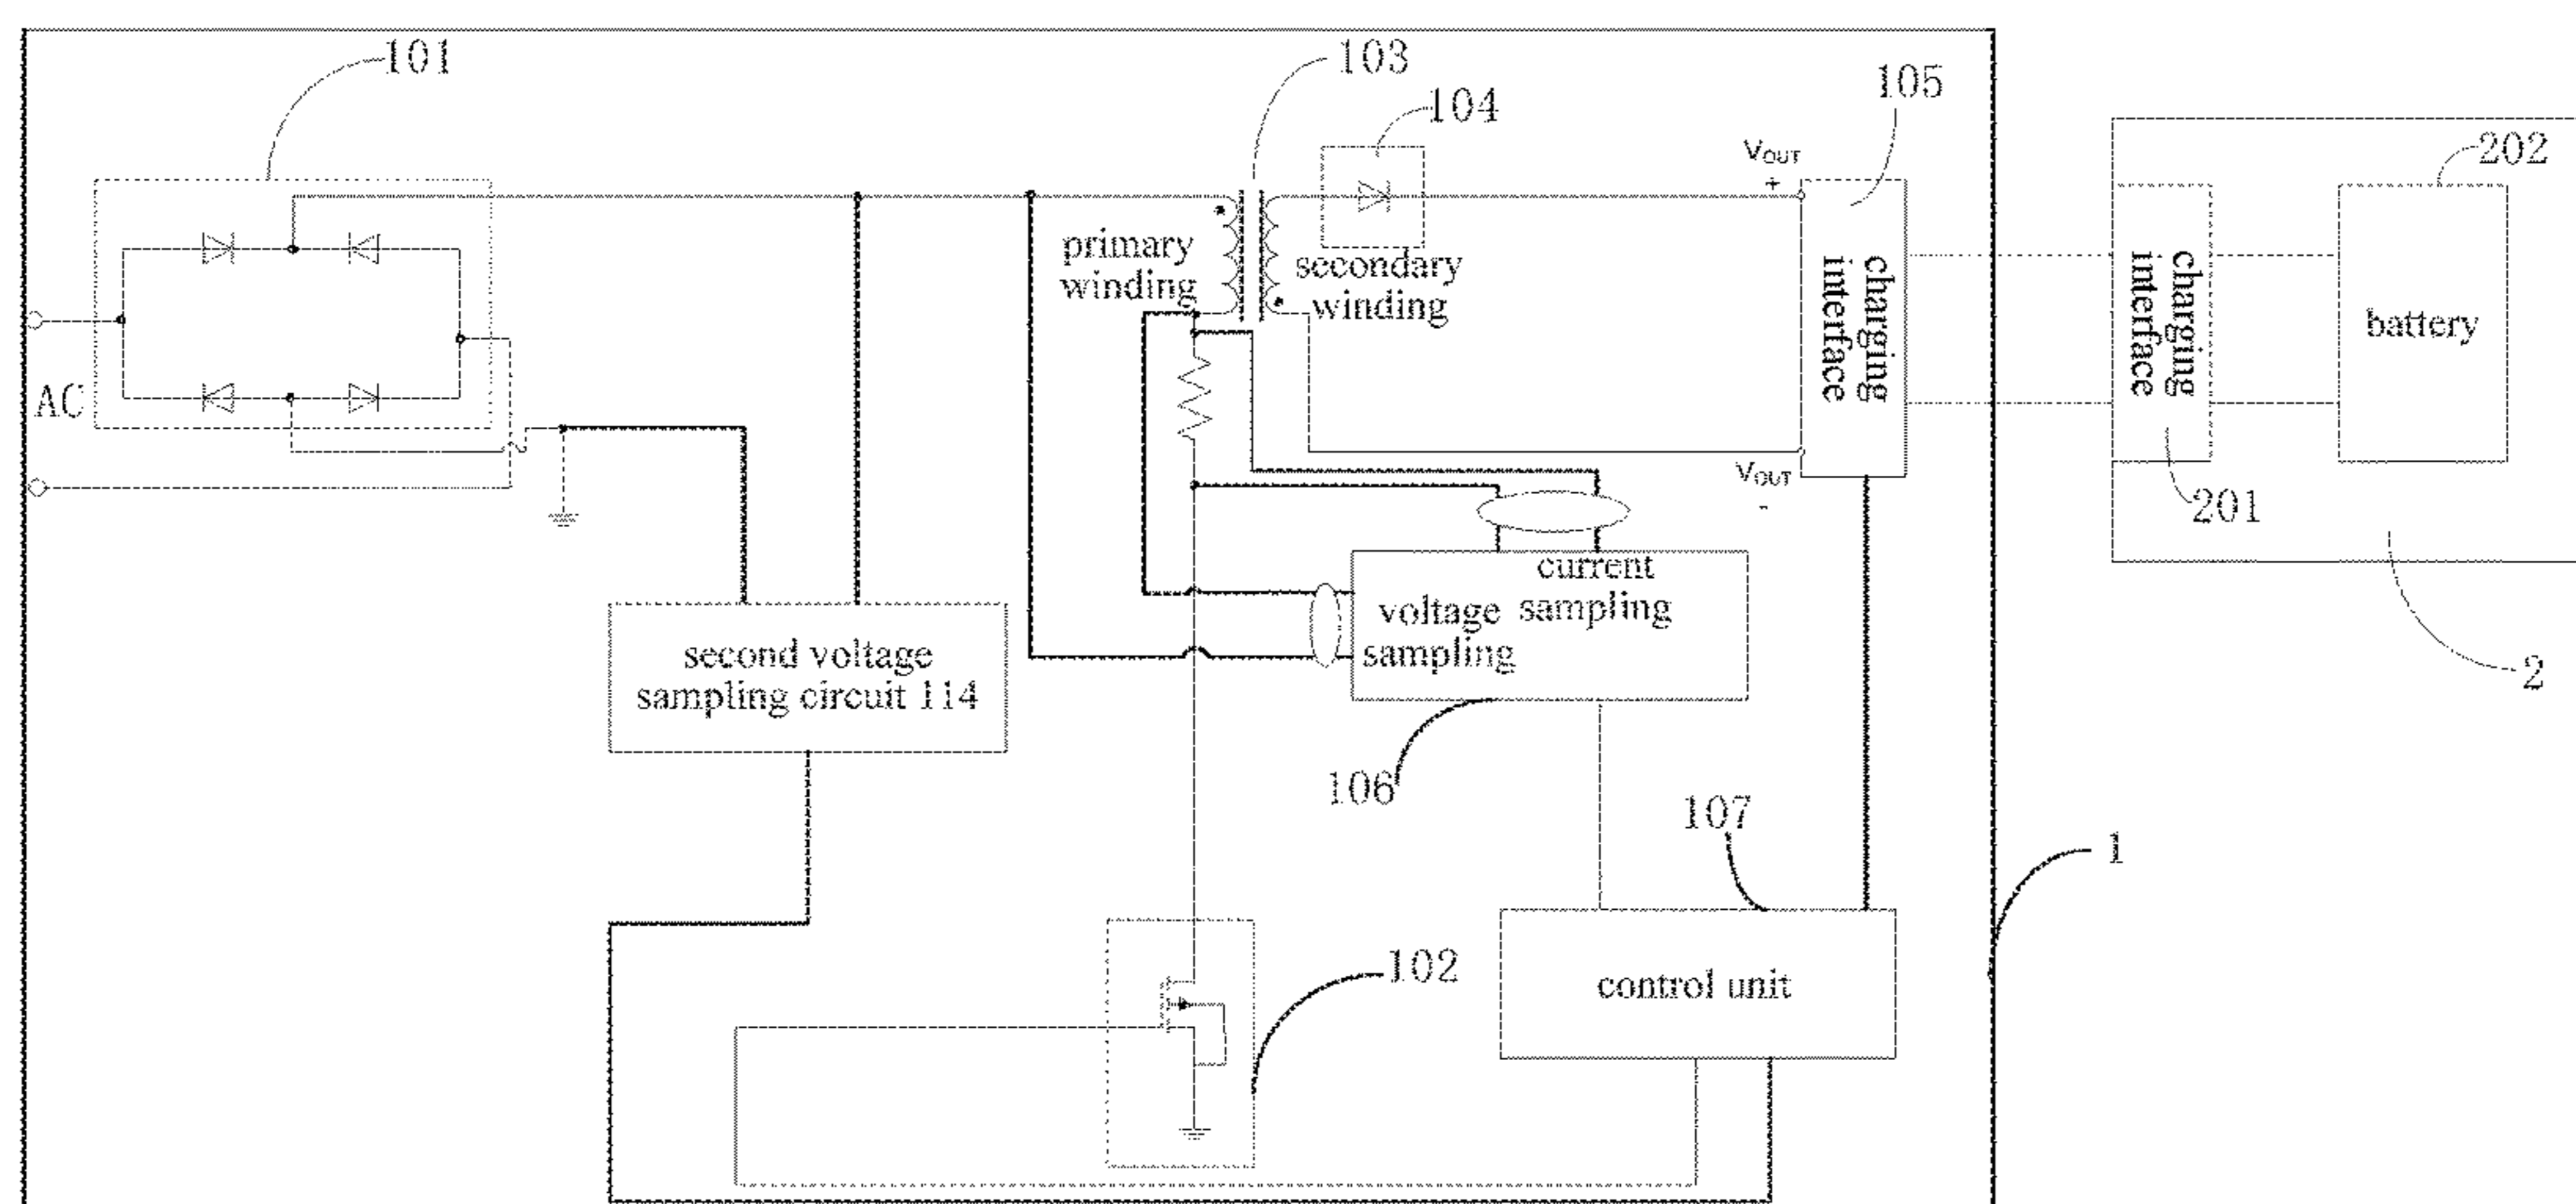 101
103
104
105
202
VOUT
+
primary
winding
secondary
winding
charging
interface
charging
interface
battery
AC
VOUT
-
201
current
sampling
voltage
sampling
second voltage
sampling circuit 114
2
106
107
1
102
control unit